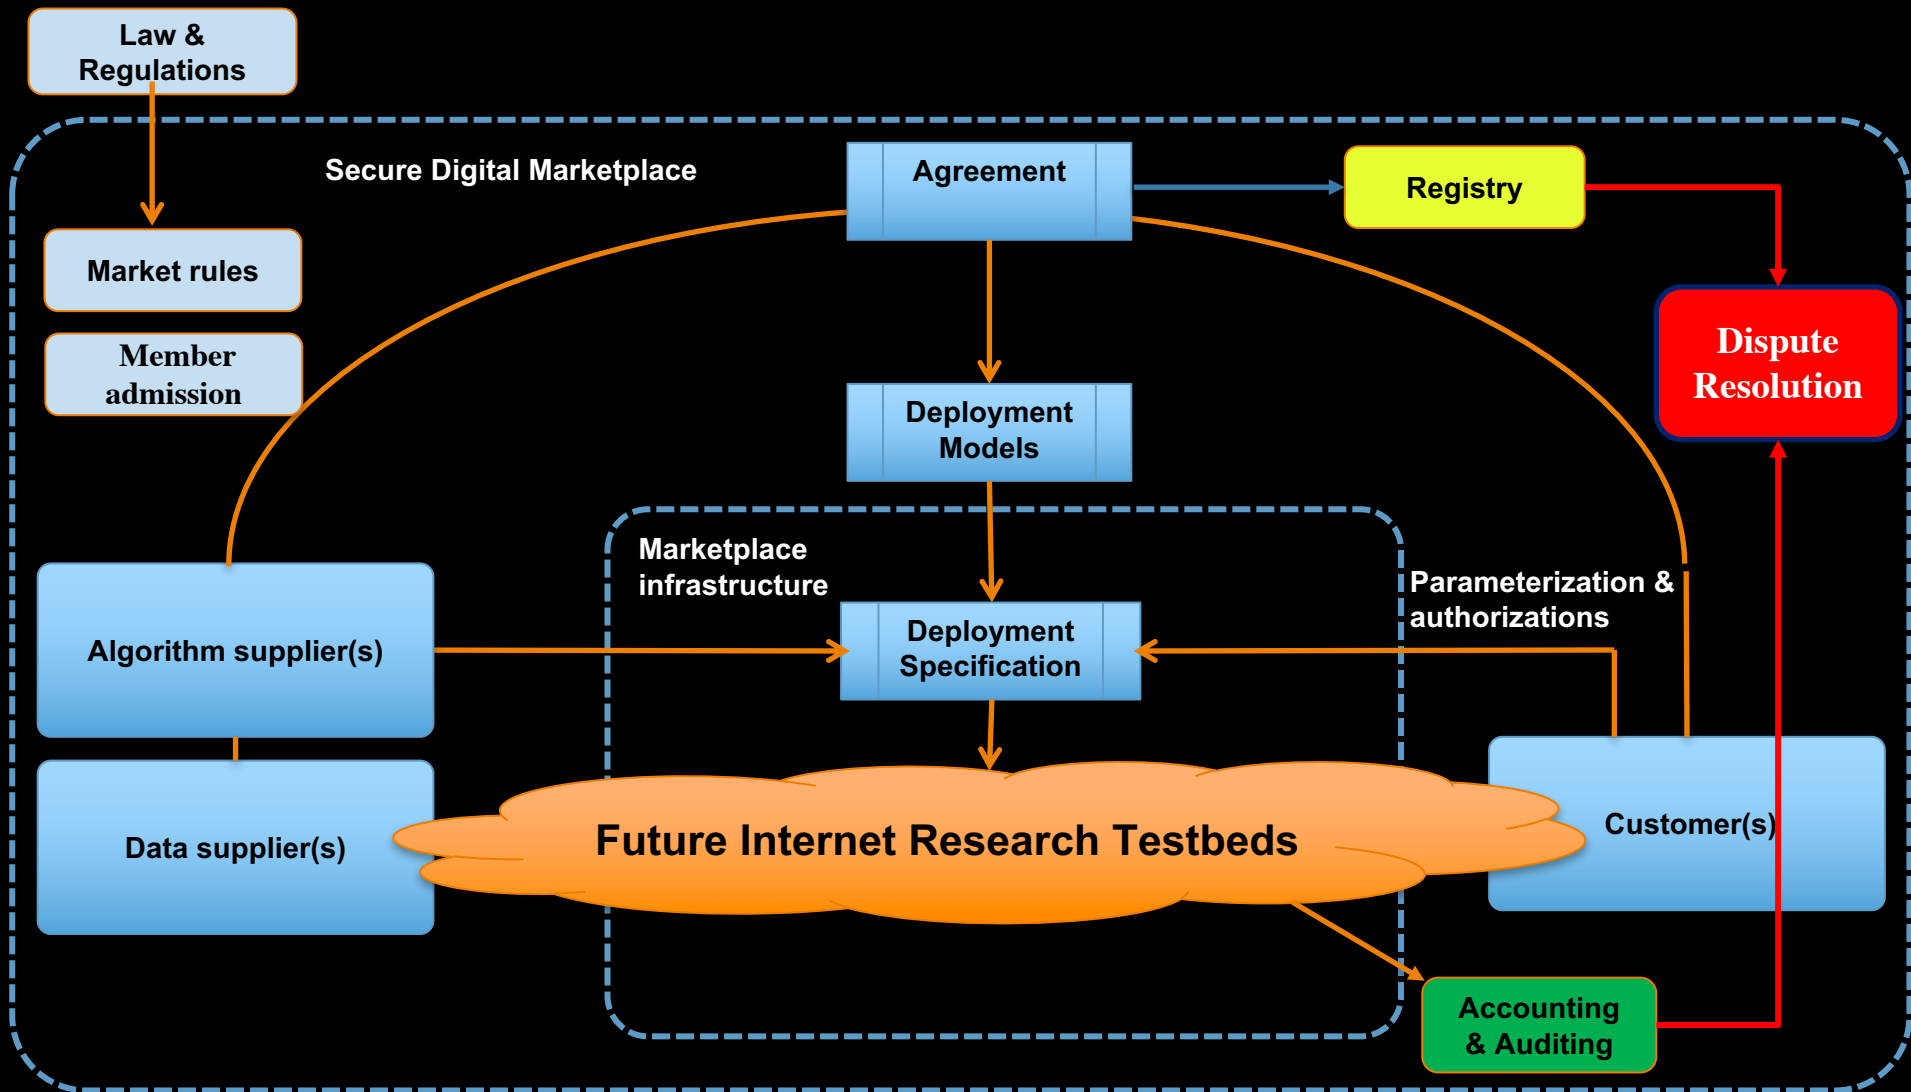 Law &
Regulations
Secure Digital Marketplace
Agreement
Registry
Market rules
Member
admission
Dispute
Resolution
Deployment
Models
Marketplace
infrastructure
Parameterization &
authorizations
Algorithm supplier(s)
Deployment
Specification
Data supplier(s)
Future Internet Research Testbeds
Customer(s)
Accounting
& Auditing